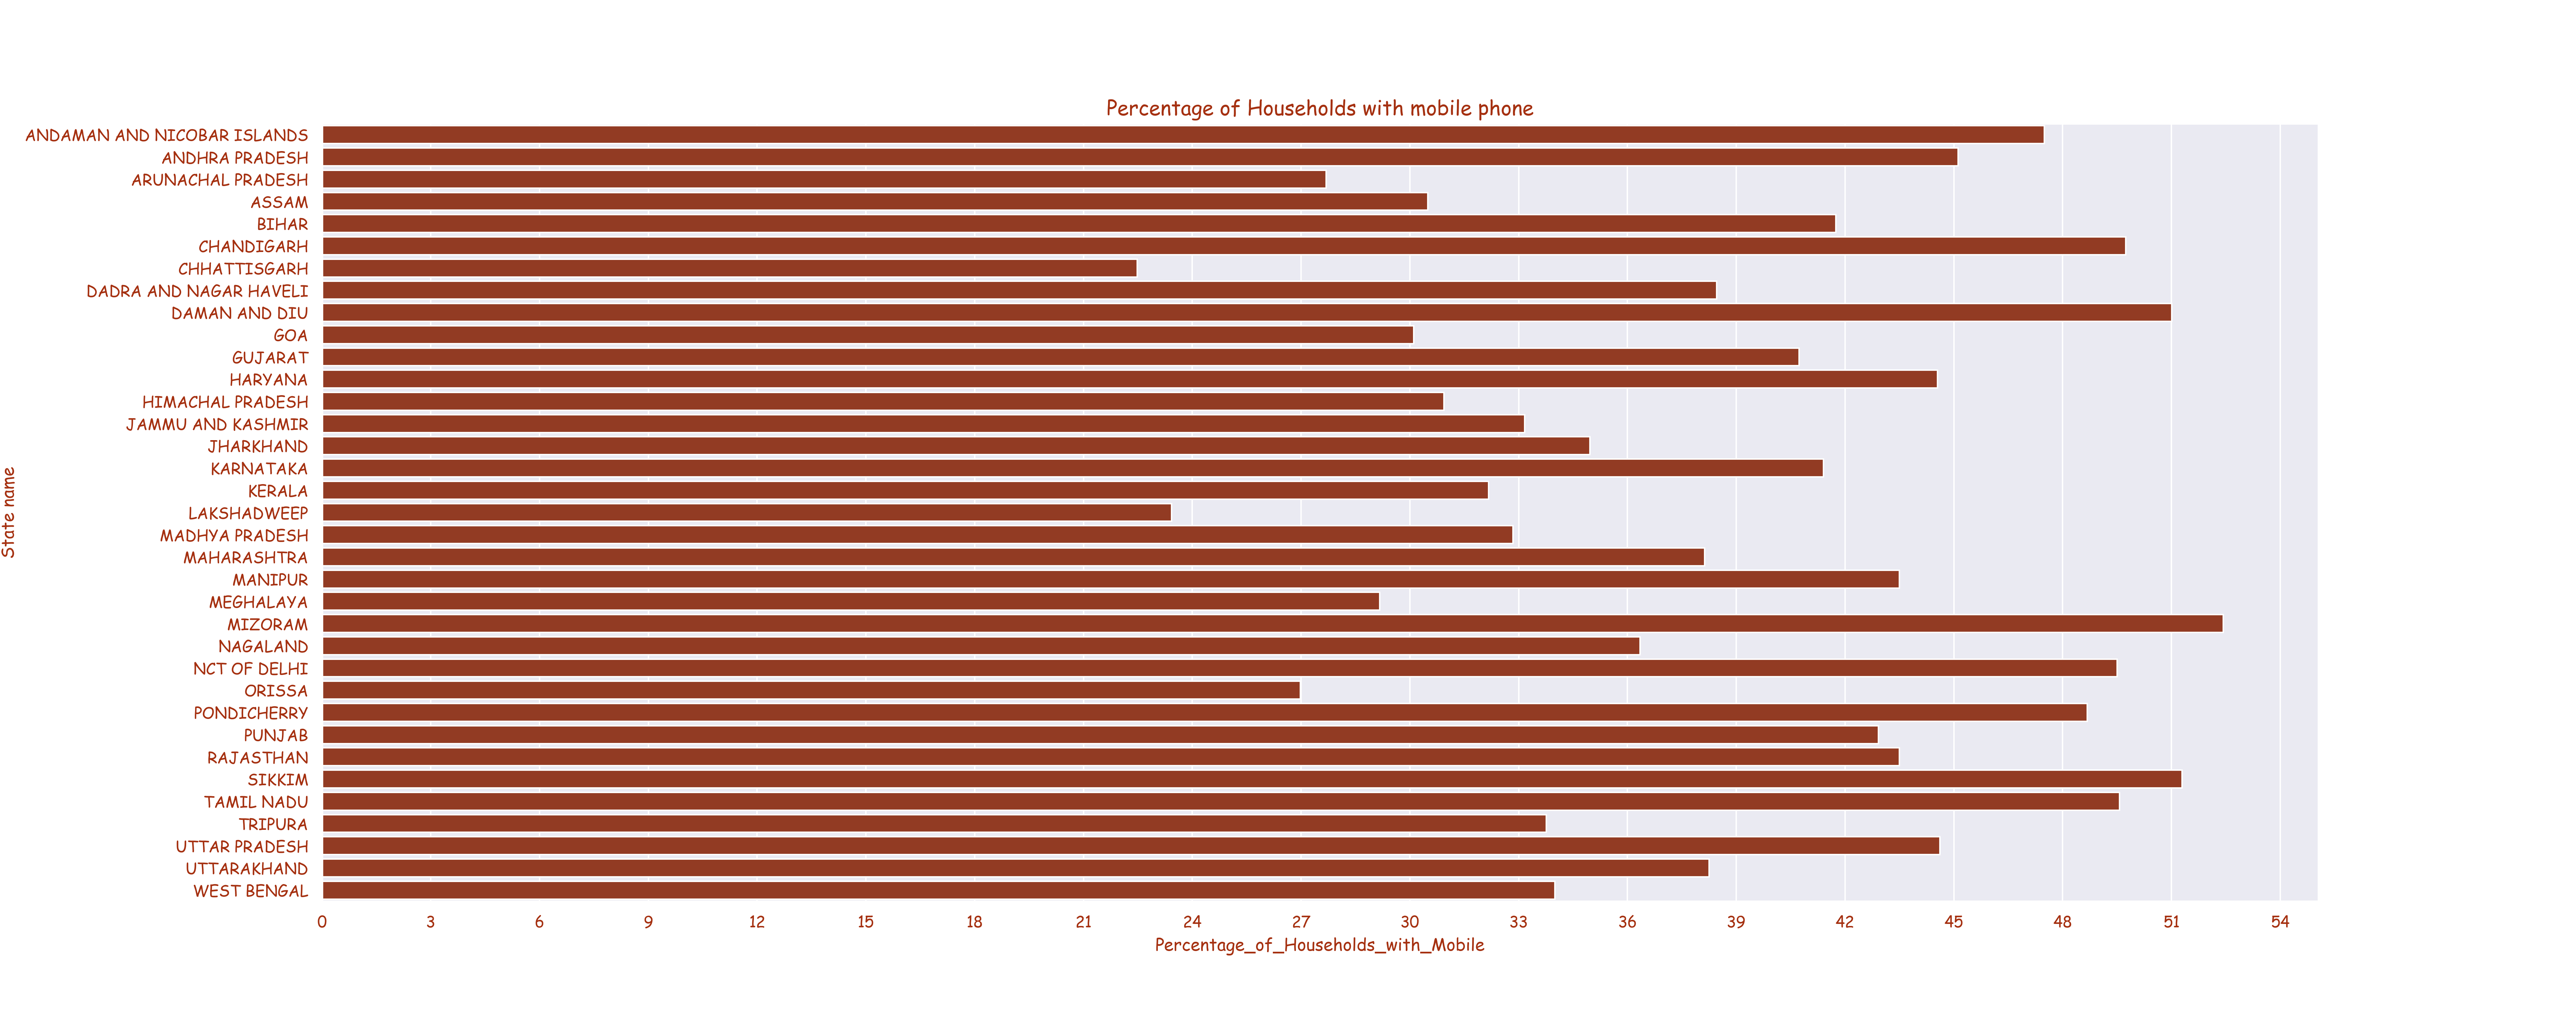 Percentage of Households with mobile phone
ANDAMAN AND NICOBAR ISLANDS
ANDHRA PRADESH
ARUNACHAL PRADESH
ASSAM
BIHAR
CHANDIGARH
CHHATTISGARH
DADRA AND NAGAR HAVELI
DAMAN AND DIU
GOA
GUJARAT
HARYANA
HIMACHAL PRADESH
JAMMU AND KASHMIR
JHARKHAND
KARNATAKA
KERALA
LAKSHADWEEP
MADHYA PRADESH
MAHARASHTRA
MANIPUR
MEGHALAYA
MIZORAM
NAGALAND
NCT OF DELHI
ORISSA
PONDICHERRY
PUNJAB
RAJASTHAN
SIKKIM
TAMIL NADU
TRIPURA
UTTAR PRADESH
UTTARAKHAND
WEST BENGAL
State name
0 3 6 9 12 15 18 21 24 27 30 33 36 39 42 45 48 51 54
Percentage_of_Households_with_Mobile